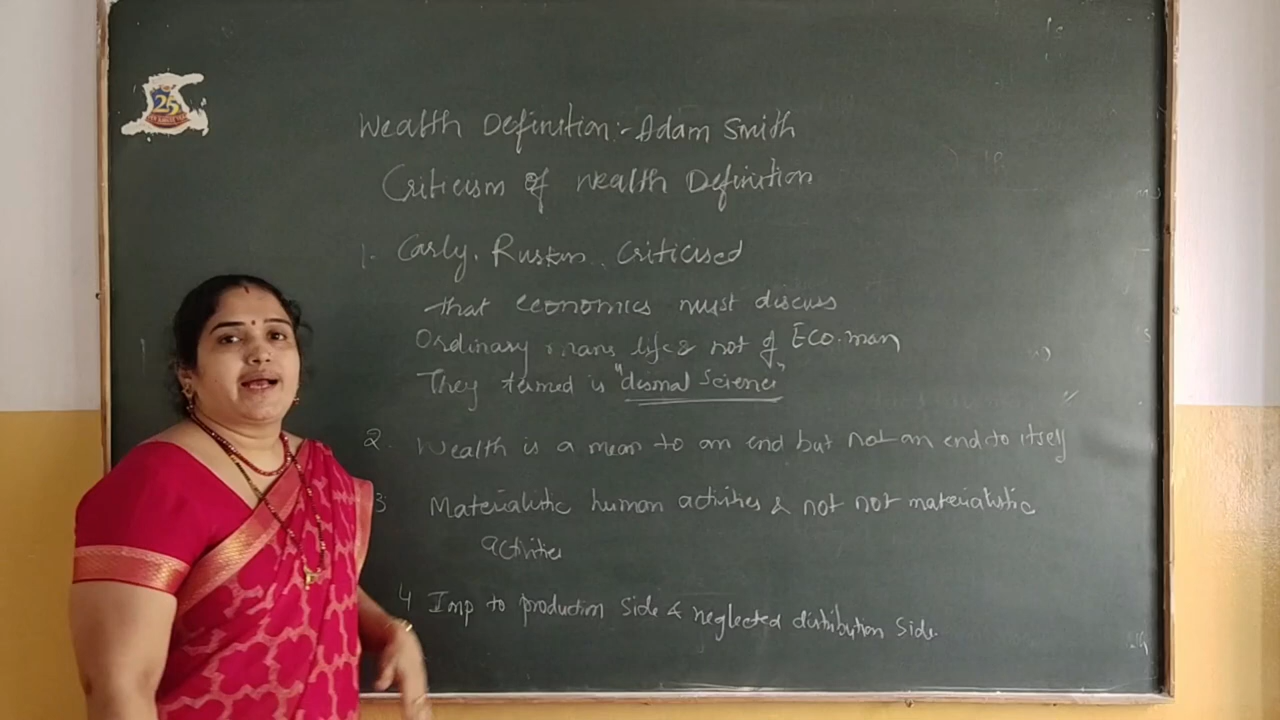 25
Wealth Definition:- Adam Smith
Criticism of Wealth Definition
1. Carly, Ruskin criticised
that economics must discuss
Ordinary mans life & not of Eco. man
They termed is "dismal Science"
2. Wealth is a mean to an end but not an end to itself
3. Materialistic human activities & not not materialistic
activities
4 Imp to production side & neglected distribution side.